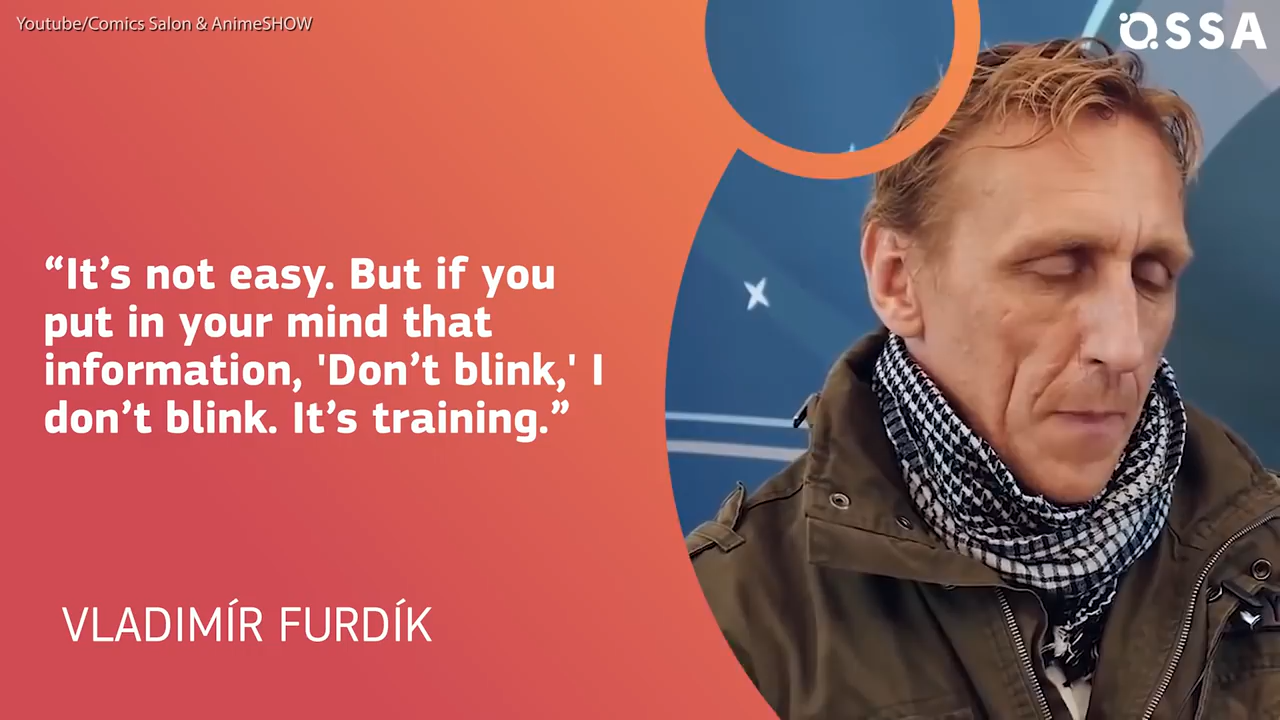 Youtube/Comics Salon & AnimeSHOW
OSSA
“It’s not easy. But if you
put in your mind that
information, 'Don’t blink,' I
don’t blink. It’s training.”
VLADIMÍR FURDÍK